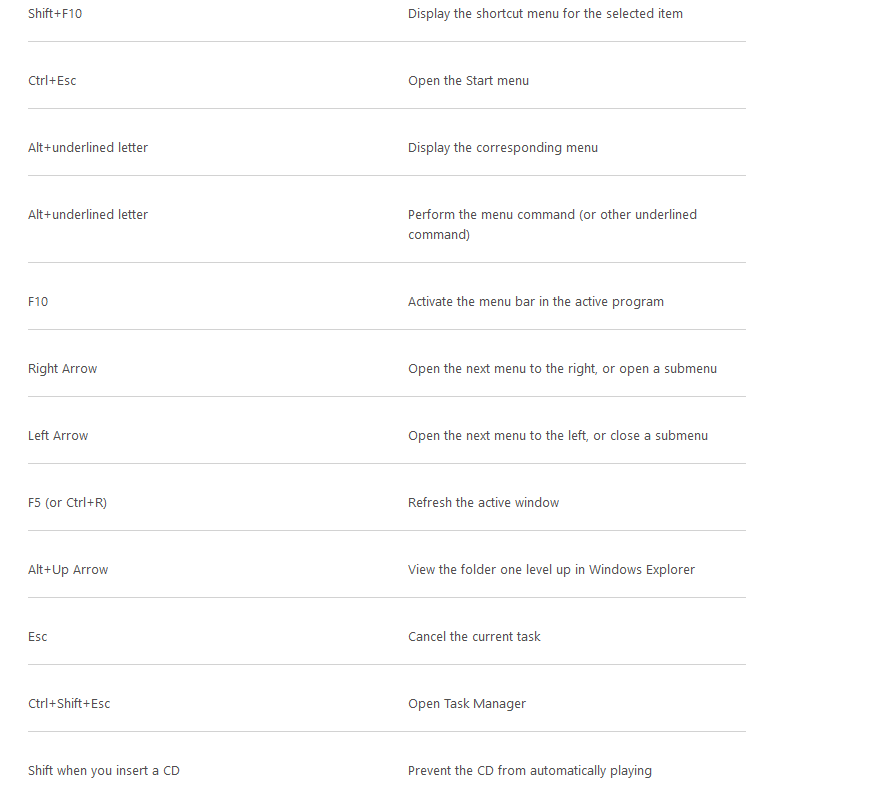 Shift+F10 Display the shortcut menu for the selected item
Ctrl+Esc Open the Start menu
Alt+underlined letter Display the corresponding menu
Alt+underlined letter Perform the menu command (or other underlined
command)
F10 Activate the menu bar in the active program
Right Arrow Open the next menu to the right, or open a submenu
Left Arrow Open the next menu to the left, or close a submenu
F5 (or Ctrl+R) Refresh the active window
Alt+Up Arrow View the folder one level up in Windows Explorer
Esc Cancel the current task
Ctrl+Shift+Esc Open Task Manager
Shift when you insert a CD Prevent the CD from automatically playing